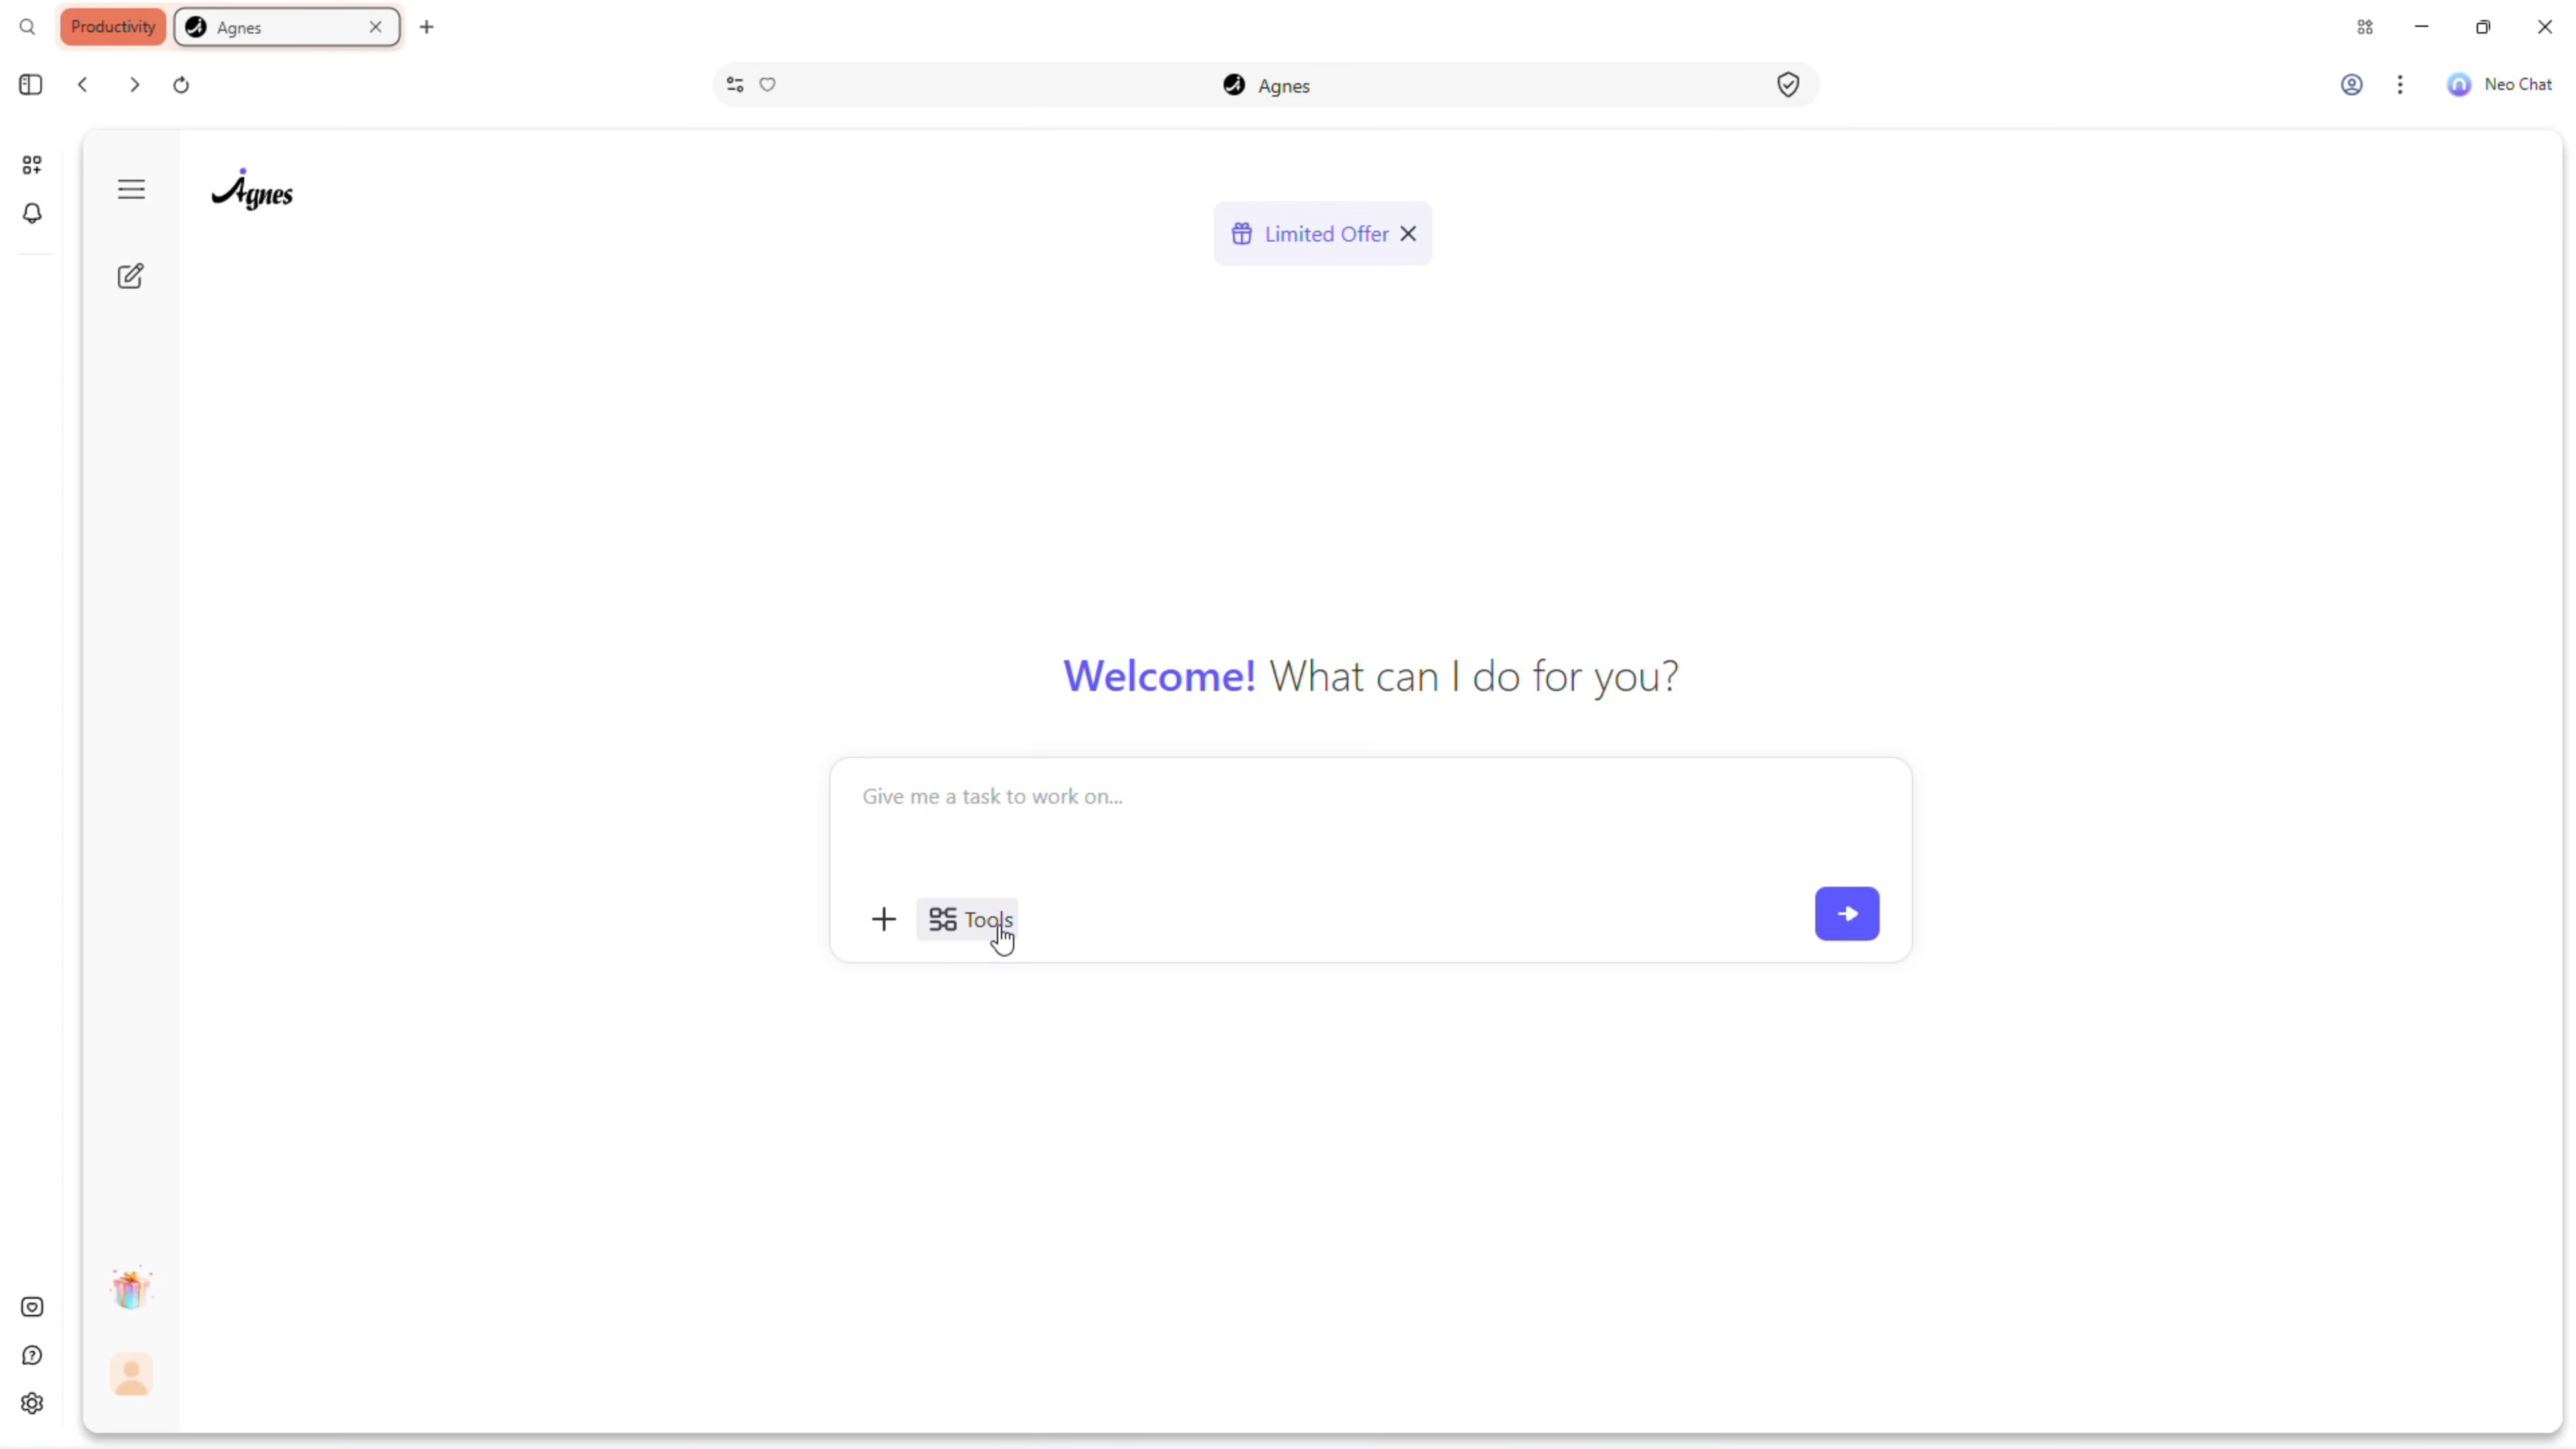 Productivity
Agnes
Agnes
Neo Chat
Agnes
Limited Offer
Welcome! What can I do for you?
Give me a task to work on...
Tools